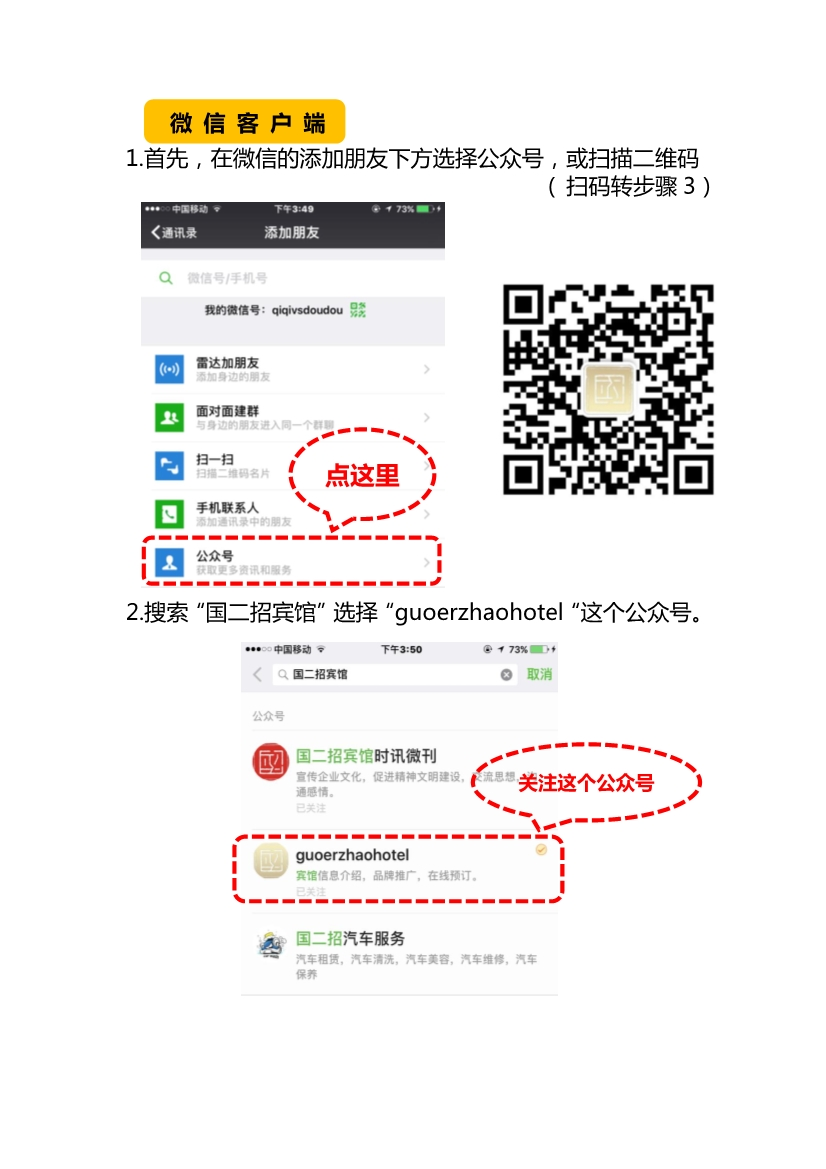 微信客户端
1.首先，在微信的添加朋友下方选择公众号，或扫描二维码
（ 扫码转步骤 3）
中国移动 下午3:49 73%
通讯录 添加朋友
微信号/手机号
我的微信号：qiqivsdoudou
雷达加朋友
添加身边的朋友
面对面建群
与身边的朋友进入同一个群聊
扫一扫
扫描二维码名片
点这里
手机联系人
添加通讯录中的朋友
公众号
获取更多资讯和服务
2.搜索 “国二招宾馆” 选择 “guoerzhaohotel “这个公众号。
中国移动 下午3:50 73%
国二招宾馆 取消
公众号
国二招宾馆时讯微刊
宣传企业文化，促进精神文明建设，交流思想，
通感情。
已关注
关注这个公众号
guoerzhaohotel
宾馆信息介绍，品牌推广，在线预订。
已关注
国二招汽车服务
汽车租赁，汽车清洗，汽车美容，汽车维修，汽车
保养